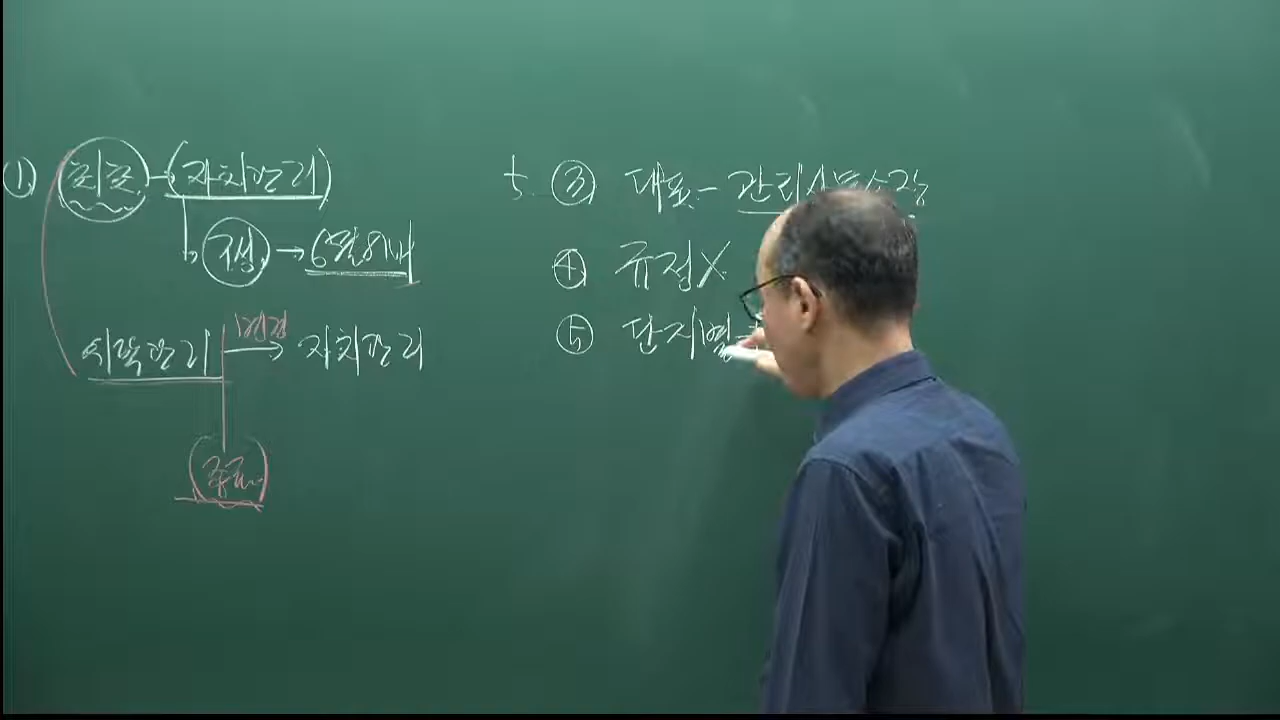 ① 최초 - (자치관리)
구성 → 6월이내
위탁관리 변경 → 자치관리
5 ③ 대표 - 관리사무소장
④ 규정X
⑤ 단지별